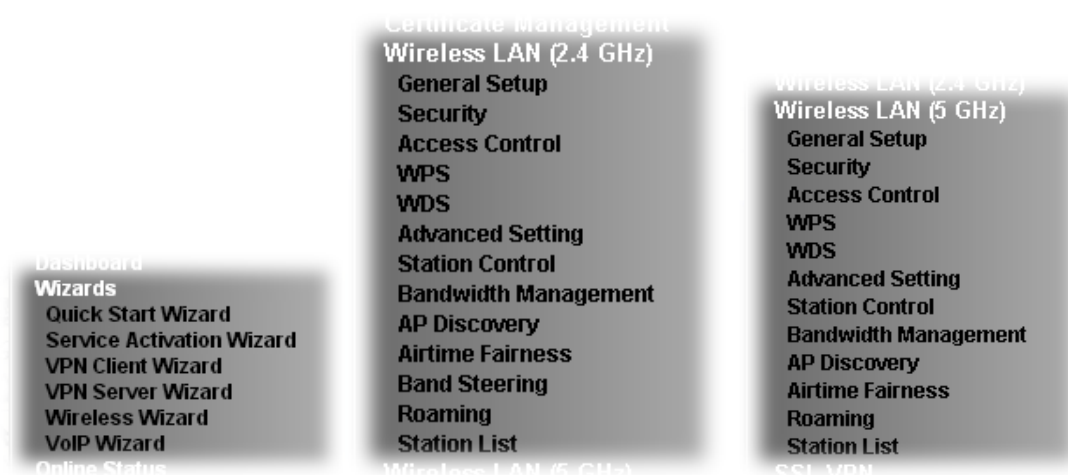 Dashboard
Wizards
Quick Start Wizard
Service Activation Wizard
VPN Client Wizard
VPN Server Wizard
Wireless Wizard
VoIP Wizard
Online Status
Certificate Management
Wireless LAN (2.4 GHz)
General Setup
Security
Access Control
WPS
WDS
Advanced Setting
Station Control
Bandwidth Management
AP Discovery
Airtime Fairness
Band Steering
Roaming
Station List
Wireless LAN (5 GHz)
Wireless LAN (2.4 GHz)
Wireless LAN (5 GHz)
General Setup
Security
Access Control
WPS
WDS
Advanced Setting
Station Control
Bandwidth Management
AP Discovery
Airtime Fairness
Roaming
Station List
SSL VPN